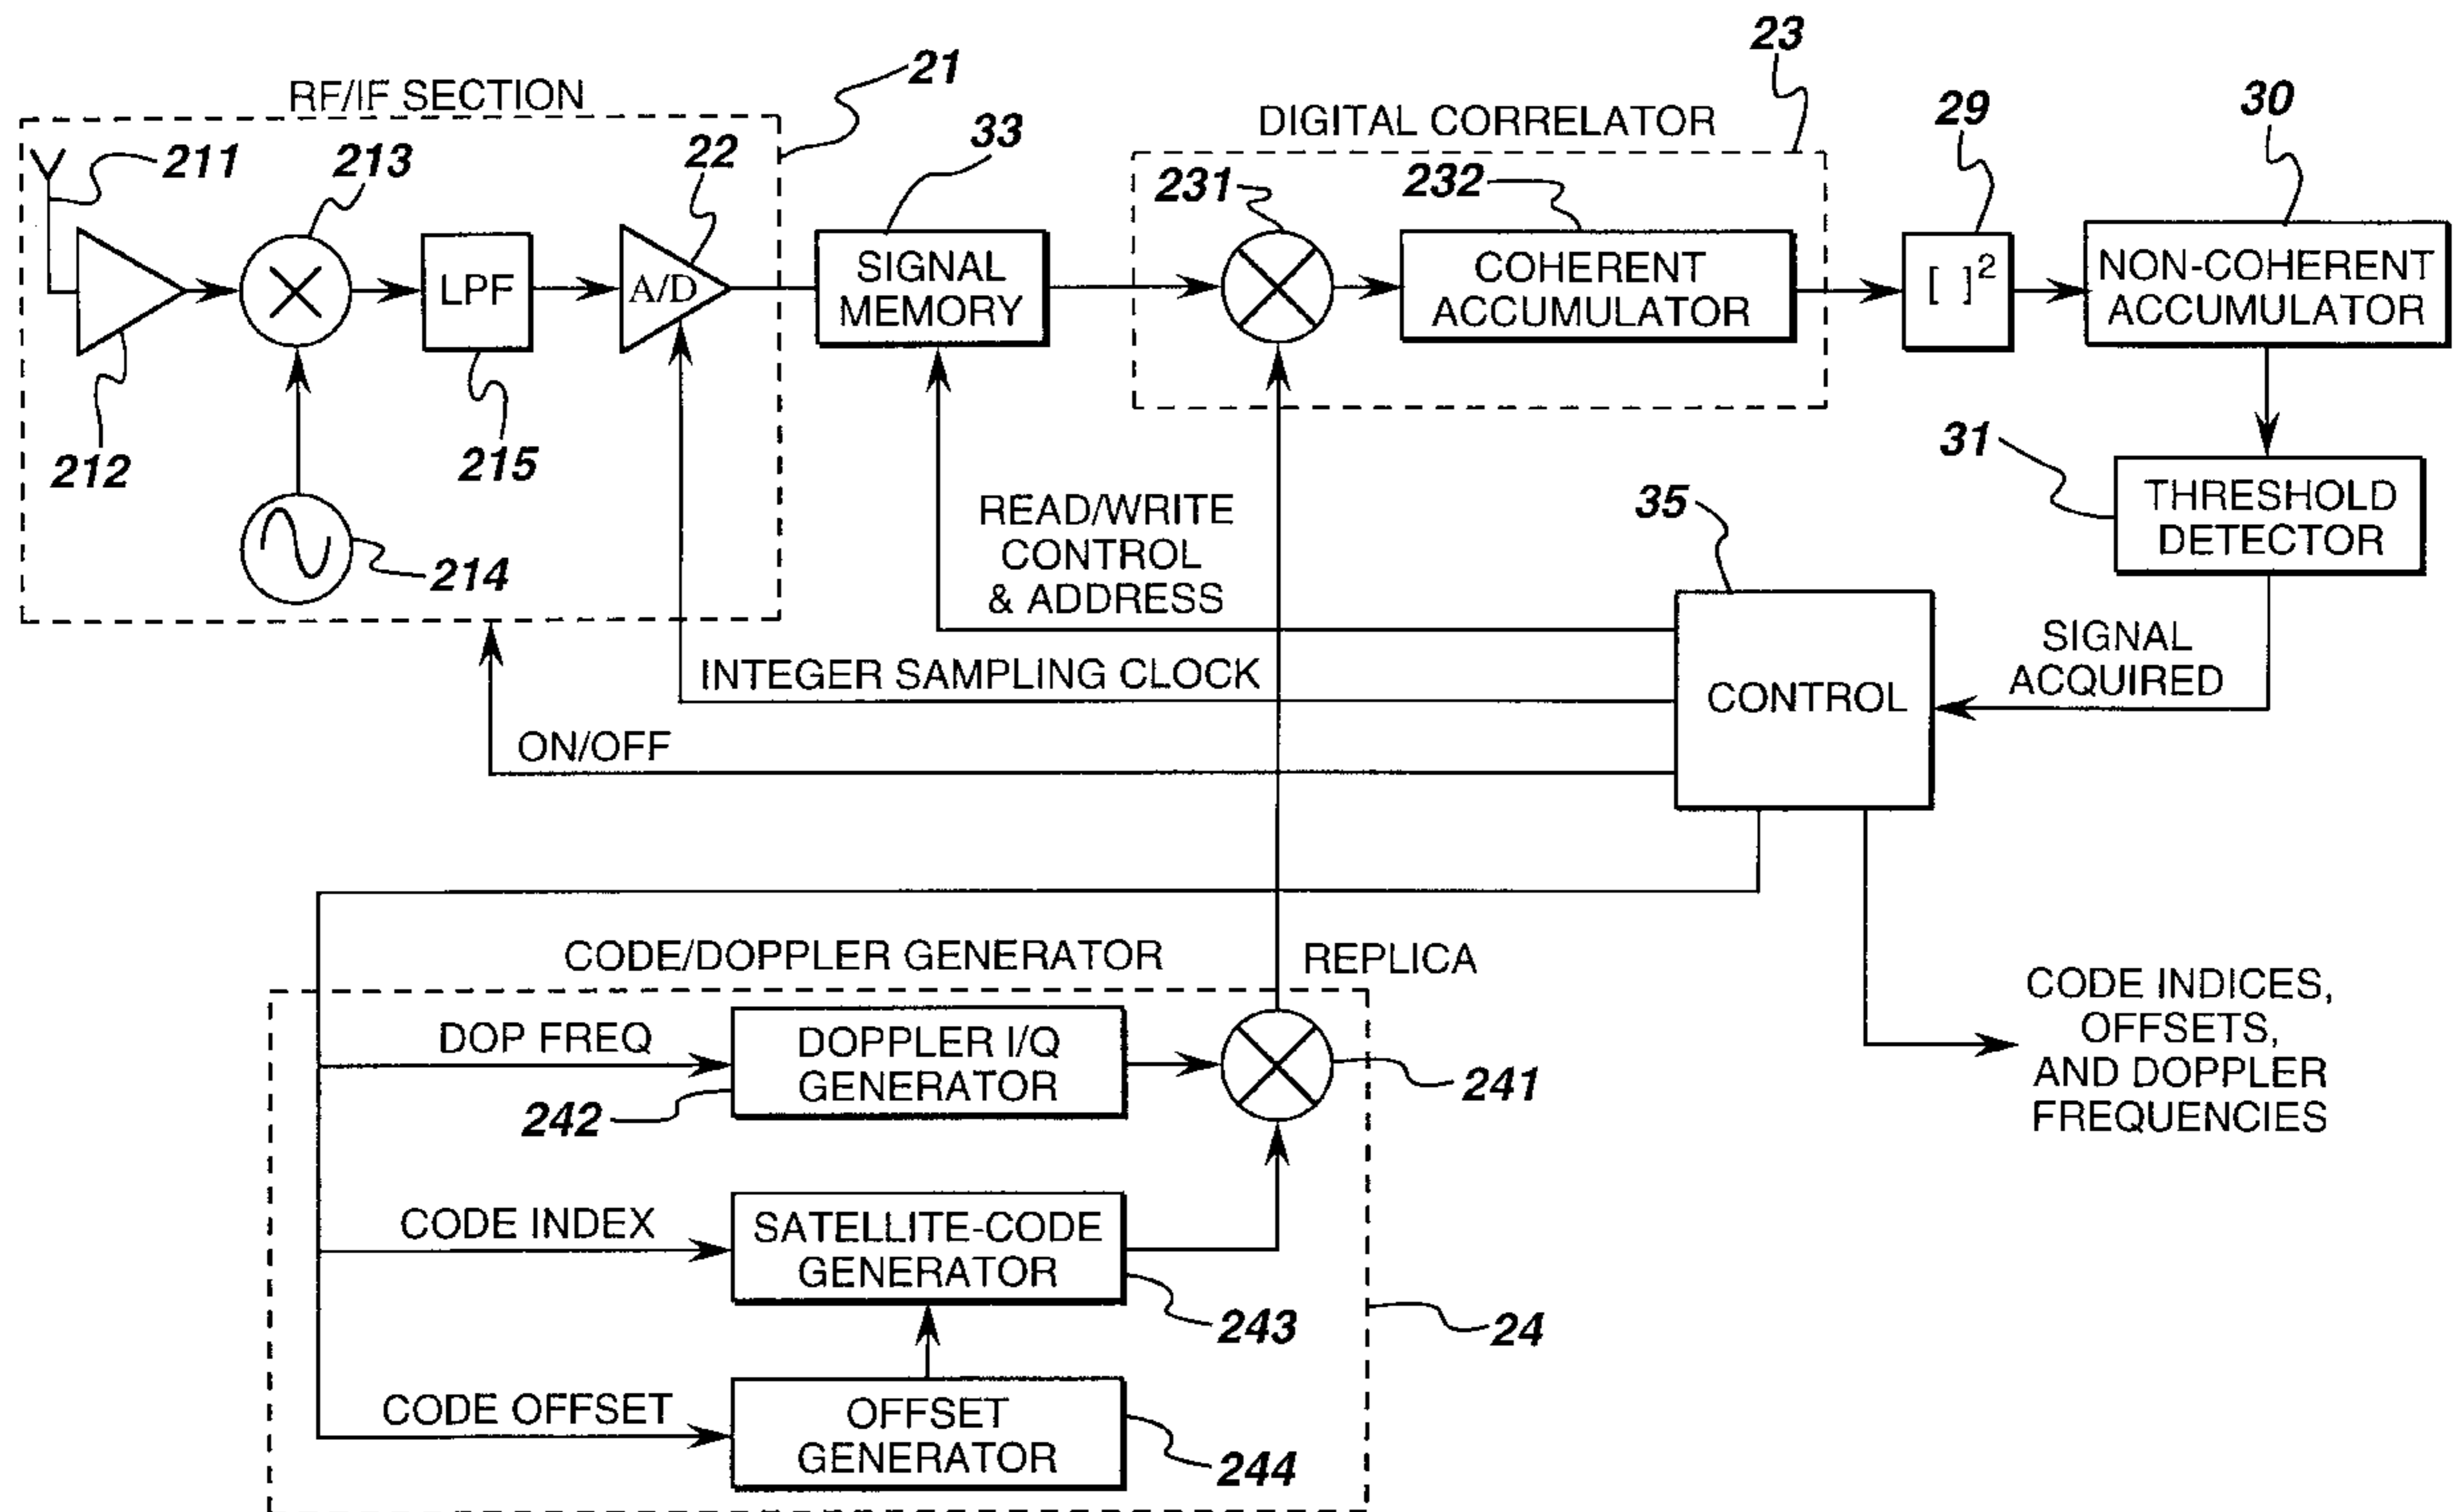 RF/IF SECTION
21
211
213
22
212
LPF
215
A/D
214
33
SIGNAL
MEMORY
23
DIGITAL CORRELATOR
231
232
COHERENT
ACCUMULATOR
29
[ ]²
30
NON-COHERENT
ACCUMULATOR
31
THRESHOLD
DETECTOR
SIGNAL
ACQUIRED
35
CONTROL
READ/WRITE
CONTROL
& ADDRESS
INTEGER SAMPLING CLOCK
ON/OFF
CODE/DOPPLER GENERATOR
REPLICA
DOP FREQ
DOPPLER I/Q
GENERATOR
242
241
CODE INDEX
SATELLITE-CODE
GENERATOR
243
24
CODE OFFSET
OFFSET
GENERATOR
244
CODE INDICES,
OFFSETS,
AND DOPPLER
FREQUENCIES